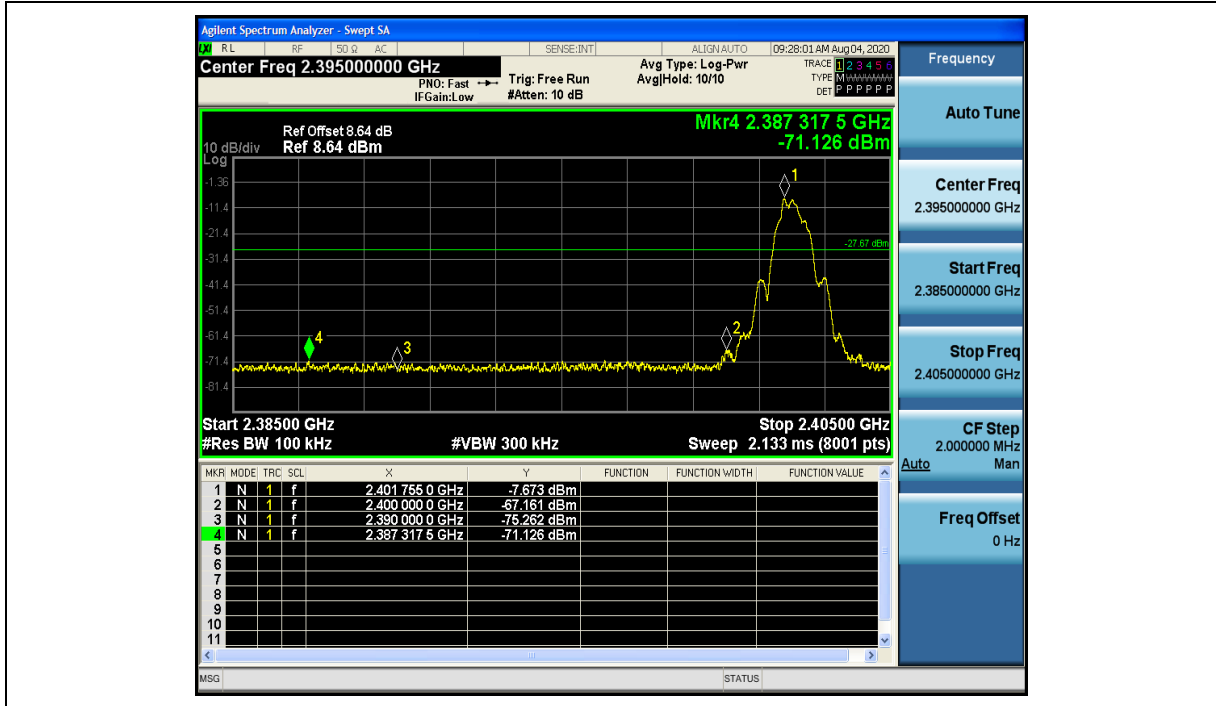 Agilent Spectrum Analyzer - Swept SA
LXI RL RF 50 Ω AC SENSE:INT ALIGN AUTO 09:28:01 AM Aug 04, 2020
Center Freq 2.395000000 GHz
PNO: Fast
IFGain:Low
Trig: Free Run
#Atten: 10 dB
Avg Type: Log-Pwr
Avg|Hold: 10/10
TRACE 1 2 3 4 5 6
TYPE M
DET P P P P P P
Mkr4 2.387 317 5 GHz
-71.126 dBm
Ref Offset 8.64 dB
10 dB/div Ref 8.64 dBm
Log
-1.36
-11.4
-21.4
-31.4
-41.4
-51.4
-61.4
-71.4
-81.4
1
-27.67 dBm
2
4
3
Start 2.38500 GHz Stop 2.40500 GHz
#Res BW 100 kHz #VBW 300 kHz Sweep 2.133 ms (8001 pts)
MKR MODE TRC SCL X Y FUNCTION FUNCTION WIDTH FUNCTION VALUE
1 N 1 f 2.401 755 0 GHz -7.673 dBm
2 N 1 f 2.400 000 0 GHz -67.161 dBm
3 N 1 f 2.390 000 0 GHz -75.262 dBm
4 N 1 f 2.387 317 5 GHz -71.126 dBm
5
6
7
8
9
10
11
MSG STATUS
Frequency
Auto Tune
Center Freq
2.395000000 GHz
Start Freq
2.385000000 GHz
Stop Freq
2.405000000 GHz
CF Step
2.000000 MHz
Auto Man
Freq Offset
0 Hz